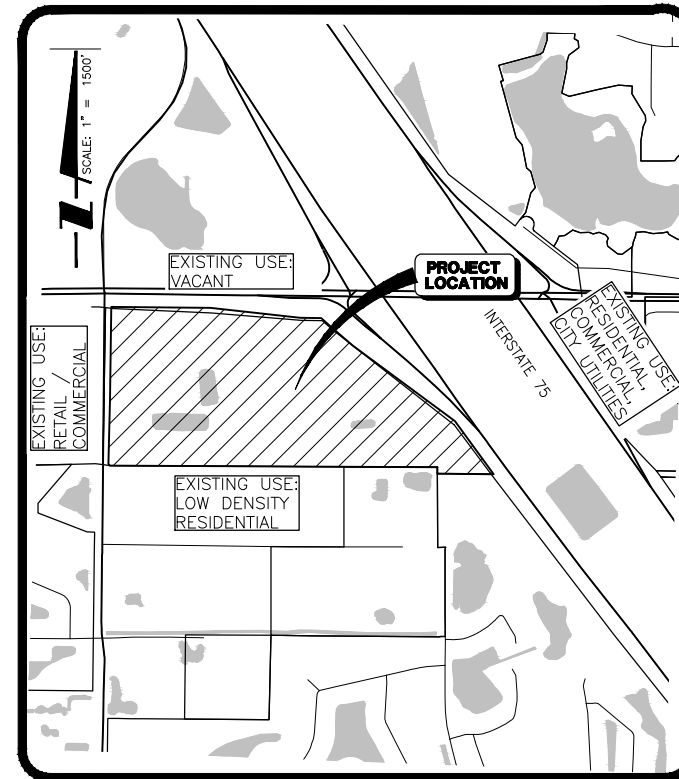 SCALE: 1" = 1500'
EXISTING USE:
VACANT
PROJECT
LOCATION
EXISTING USE:
RETAIL /
COMMERCIAL
INTERSTATE 75
EXISTING USE:
RESIDENTIAL,
COMMERCIAL,
CITY UTILITIES
EXISTING USE:
LOW DENSITY
RESIDENTIAL